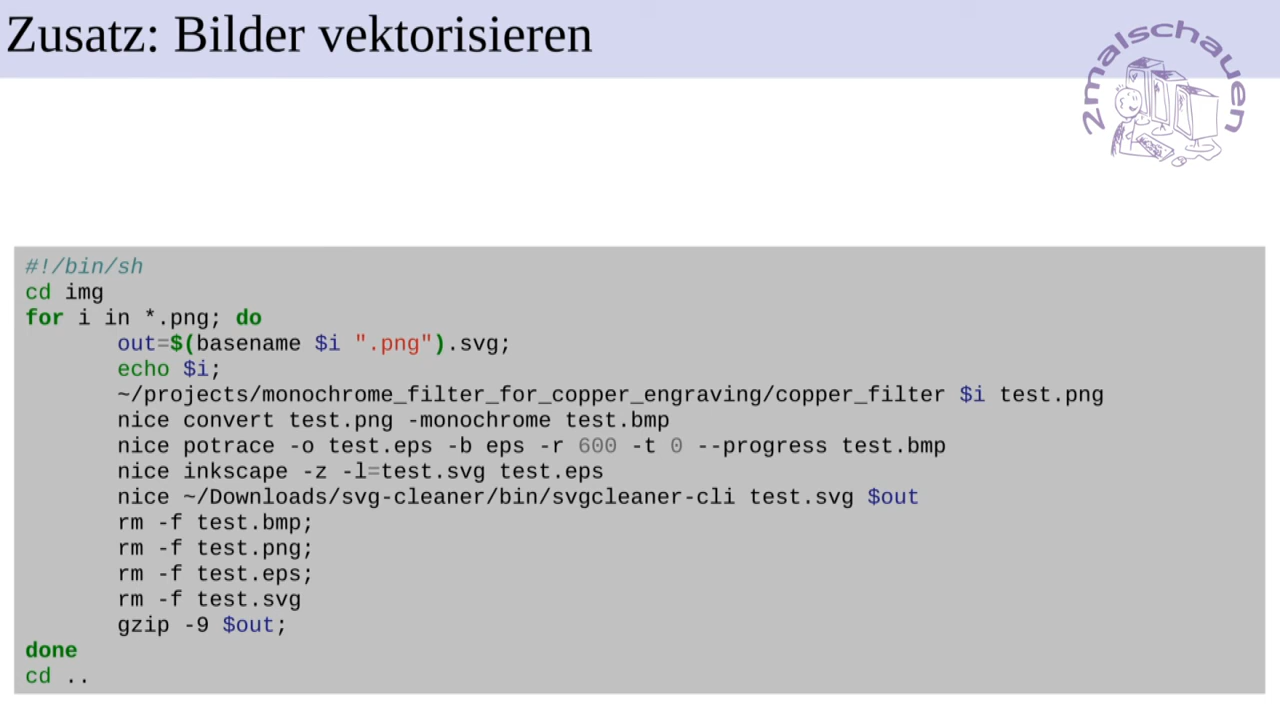 Zusatz: Bilder vektorisieren
2malschauen
#!/bin/sh
cd img
for i in *.png; do
	out=$(basename $i ".png").svg;
	echo $i;
	~/projects/monochrome_filter_for_copper_engraving/copper_filter $i test.png
	nice convert test.png -monochrome test.bmp
	nice potrace -o test.eps -b eps -r 600 -t 0 --progress test.bmp
	nice inkscape -z -l=test.svg test.eps
	nice ~/Downloads/svg-cleaner/bin/svgcleaner-cli test.svg $out
	rm -f test.bmp;
	rm -f test.png;
	rm -f test.eps;
	rm -f test.svg
	gzip -9 $out;
done
cd ..